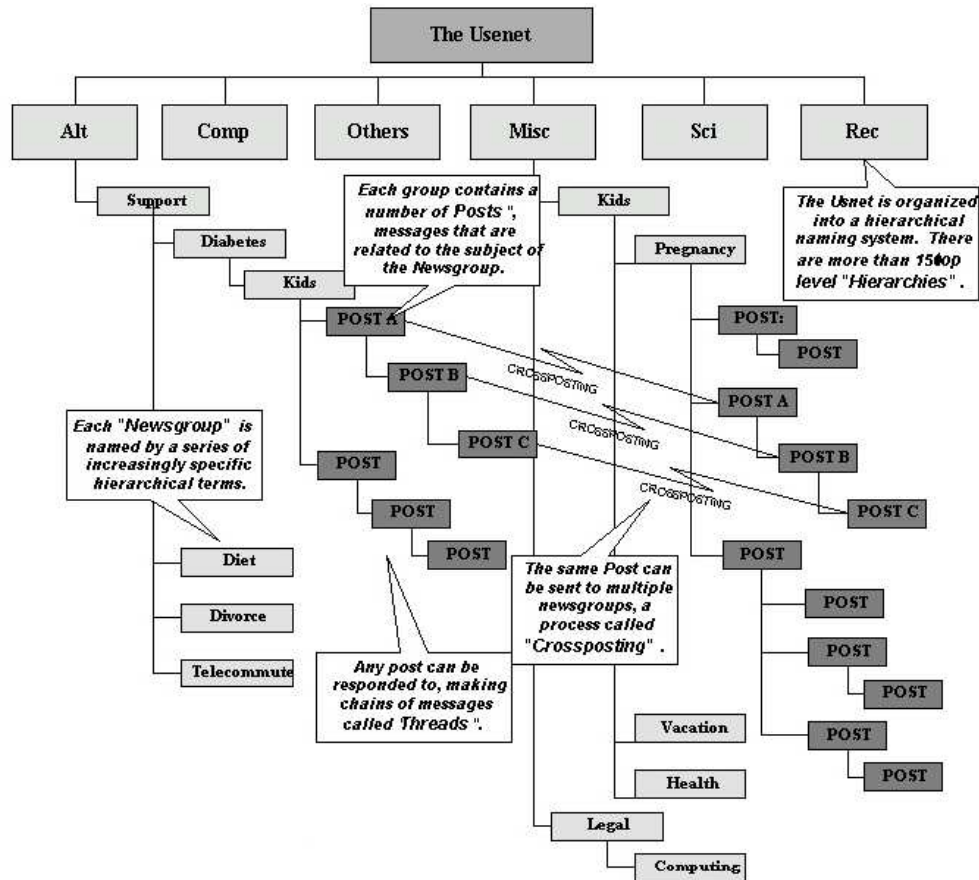 The Usenet
Alt
Comp
Others
Misc
Sci
Rec
Support
Diabetes
Kids
Each group contains a
number of Posts ",
messages that are
related to the subject of
the Newsgroup.
Kids
Pregnancy
The Usnet is organized
into a hierarchical
naming system. There
are more than
level "Hierarchies" .
POST A
POST B
POST C
CROSSPOSTING
CROSSPOSTING
CROSSPOSTING
POST:
POST
POST A
POST B
POST C
Each "Newsgroup" is
named by a series of
increasingly specific
hierarchical terms.
POST
POST
POST
Diet
Divorce
Telecommute
Any post can be
responded to, making
chains of messages
called Threads ".
The same Post can
be sent to multiple
newsgroups, a
process called
"Crossposting" .
POST
POST
POST
POST
POST
POST
Vacation
Health
Legal
Computing